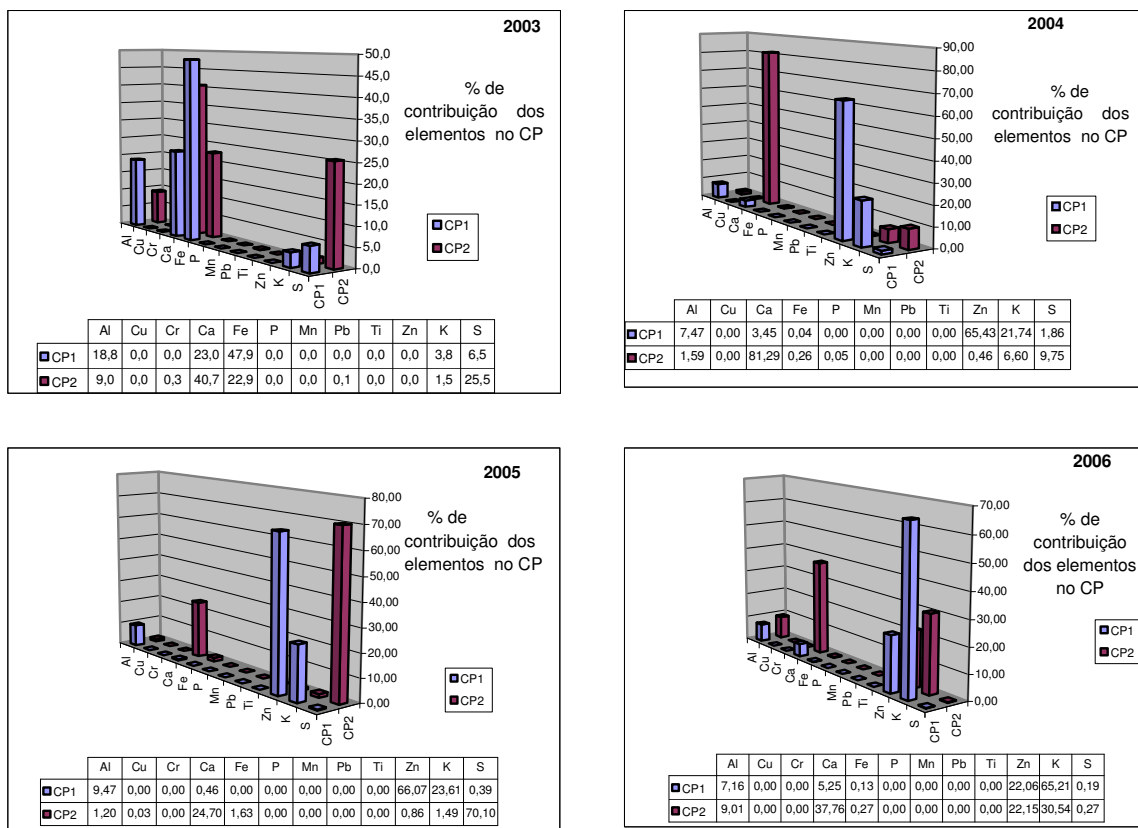 2003
50,0
45,0
40,0
35,0
30,0
25,0
20,0
15,0
10,0
5,0
0,0
% de
contribuição dos
elementos no CP
Al Cu Cr Ca Fe P Mn Pb Ti Zn K S
CP1 CP2
CP1
CP2
Al Cu Cr Ca Fe P Mn Pb Ti Zn K S
CP1 18,8 0,0 0,0 23,0 47,9 0,0 0,0 0,0 0,0 0,0 3,8 6,5
CP2 9,0 0,0 0,3 40,7 22,9 0,0 0,0 0,1 0,0 0,0 1,5 25,5
2004
90,00
80,00
70,00
60,00
50,00
40,00
30,00
20,00
10,00
0,00
% de
contribuição dos
elementos no CP
Al Cu Fe P Mn Pb Ti Zn K S
CP1 CP2
CP1
CP2
Al Cu Ca Fe P Mn Pb Ti Zn K S
CP1 7,47 0,00 3,45 0,04 0,00 0,00 0,00 0,00 65,43 21,74 1,86
CP2 1,59 0,00 81,29 0,26 0,05 0,00 0,00 0,00 0,46 6,60 9,75
2005
80,00
70,00
60,00
50,00
40,00
30,00
20,00
10,00
0,00
% de
contribuição dos
elementos no CP
Al Cu Cr Ca Fe P Mn Pb Ti Zn K S
CP1 CP2
CP1
CP2
Al Cu Cr Ca Fe P Mn Pb Ti Zn K S
CP1 9,47 0,00 0,00 0,46 0,00 0,00 0,00 0,00 0,00 66,07 23,61 0,39
CP2 1,20 0,03 0,00 24,70 1,63 0,00 0,00 0,00 0,00 0,86 1,49 70,10
2006
70,00
60,00
50,00
40,00
30,00
20,00
10,00
0,00
% de
contribuição
dos elementos
no CP
Al Cu Cr Ca Fe P Mn Pb Ti Zn K S
CP1 CP2
CP1
CP2
Al Cu Cr Ca Fe P Mn Pb Ti Zn K S
CP1 7,16 0,00 0,00 5,25 0,13 0,00 0,00 0,00 0,00 22,06 65,21 0,19
CP2 9,01 0,00 0,00 37,76 0,27 0,00 0,00 0,00 0,00 22,15 30,54 0,27